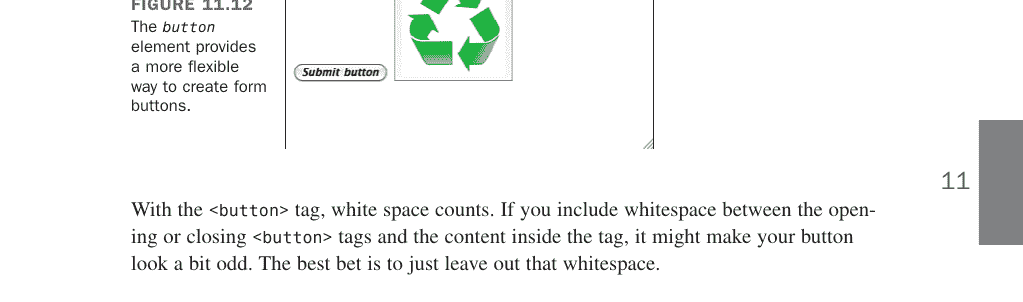 FIGURE 11.12
The button
element provides
a more flexible
way to create form
buttons.
Submit button
11
With the <button> tag, white space counts. If you include whitespace between the open-
ing or closing <button> tags and the content inside the tag, it might make your button
look a bit odd. The best bet is to just leave out that whitespace.